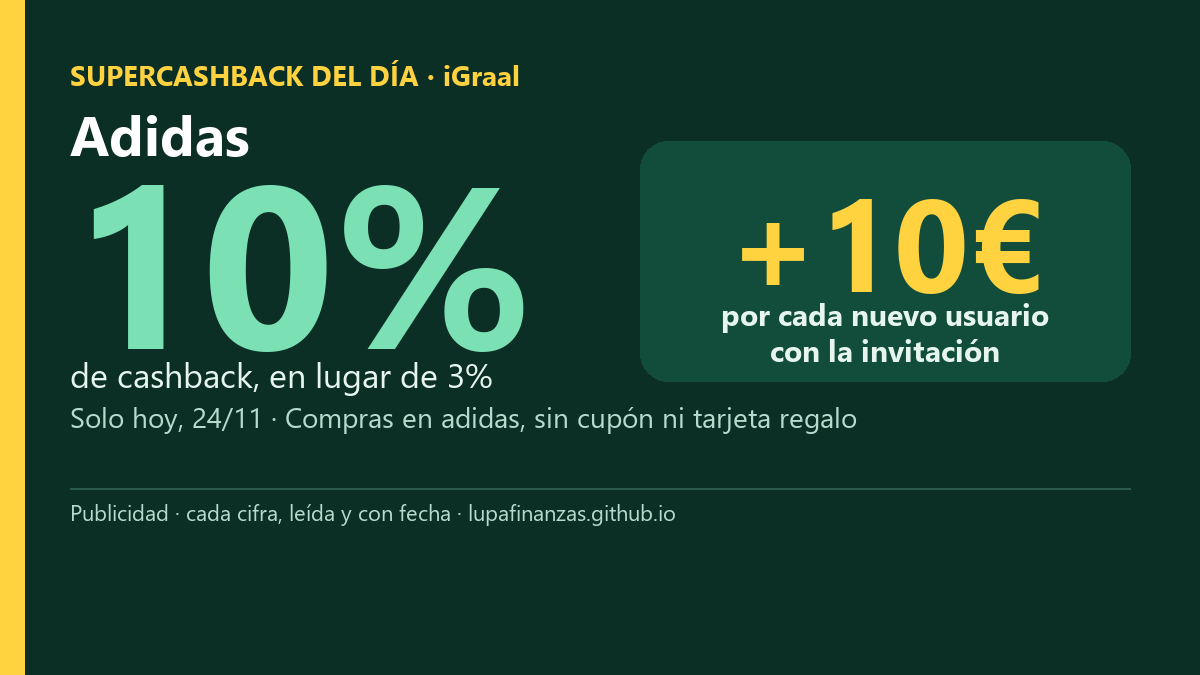 SUPERCASHBACK DEL DÍA · iGraal
Adidas
10%
de cashback, en lugar de 3%
Solo hoy, 24/11 · Compras en adidas, sin cupón ni tarjeta regalo
+10€
por cada nuevo usuario
con la invitación
Publicidad · cada cifra, leída y con fecha · lupafinanzas.github.io